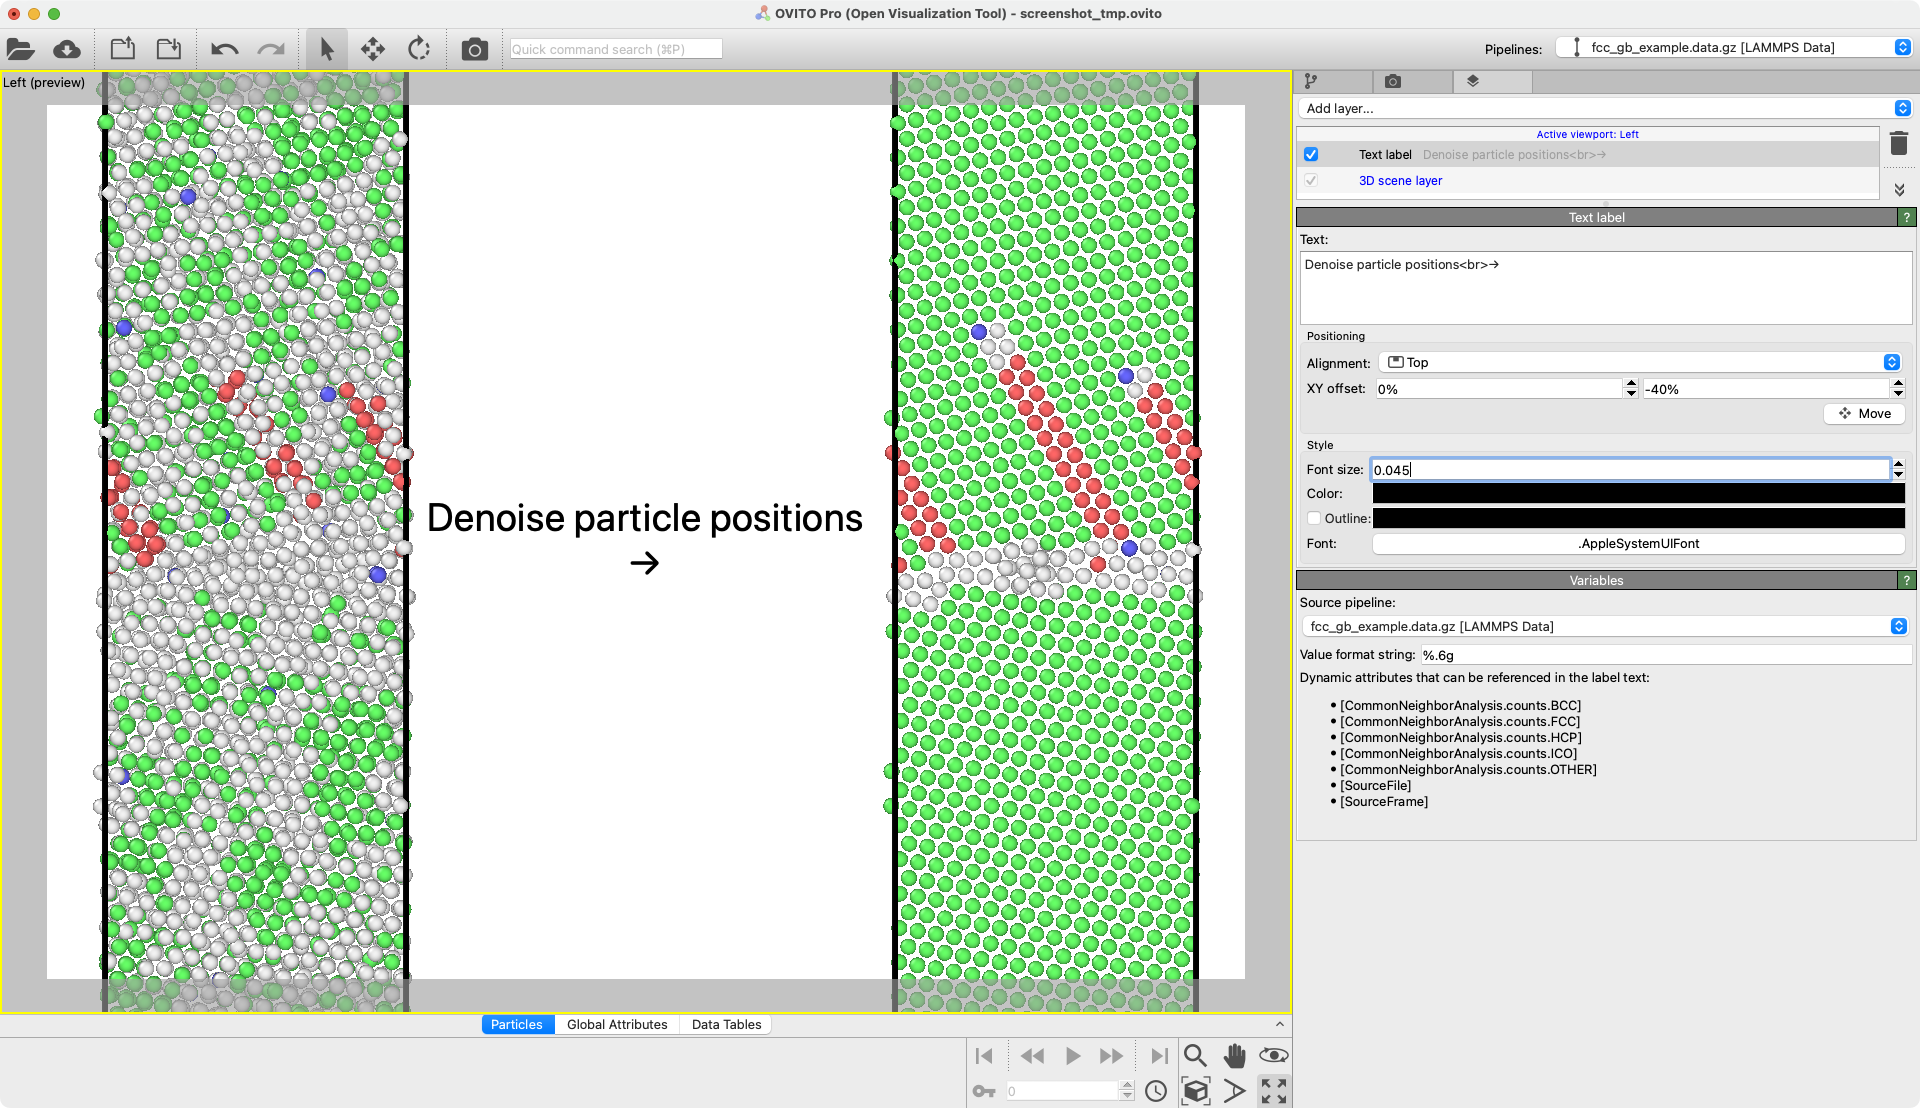 OVITO Pro (Open Visualization Tool) - screenshot_tmp.ovito
Quick command search (⌘P)
Pipelines:
fcc_gb_example.data.gz [LAMMPS Data]
Left (preview)
Denoise particle positions
→
Add layer...
Active viewport: Left
Text label Denoise particle positions<br>→
3D scene layer
Text label
?
Text:
Denoise particle positions<br>→
Positioning
Alignment: Top
XY offset: 0% -40%
Move
Style
Font size: 0.045
Color:
Outline:
Font: .AppleSystemUIFont
Variables
?
Source pipeline:
fcc_gb_example.data.gz [LAMMPS Data]
Value format string: %.6g
Dynamic attributes that can be referenced in the label text:
• [CommonNeighborAnalysis.counts.BCC]
• [CommonNeighborAnalysis.counts.FCC]
• [CommonNeighborAnalysis.counts.HCP]
• [CommonNeighborAnalysis.counts.ICO]
• [CommonNeighborAnalysis.counts.OTHER]
• [SourceFile]
• [SourceFrame]
Particles Global Attributes Data Tables
0